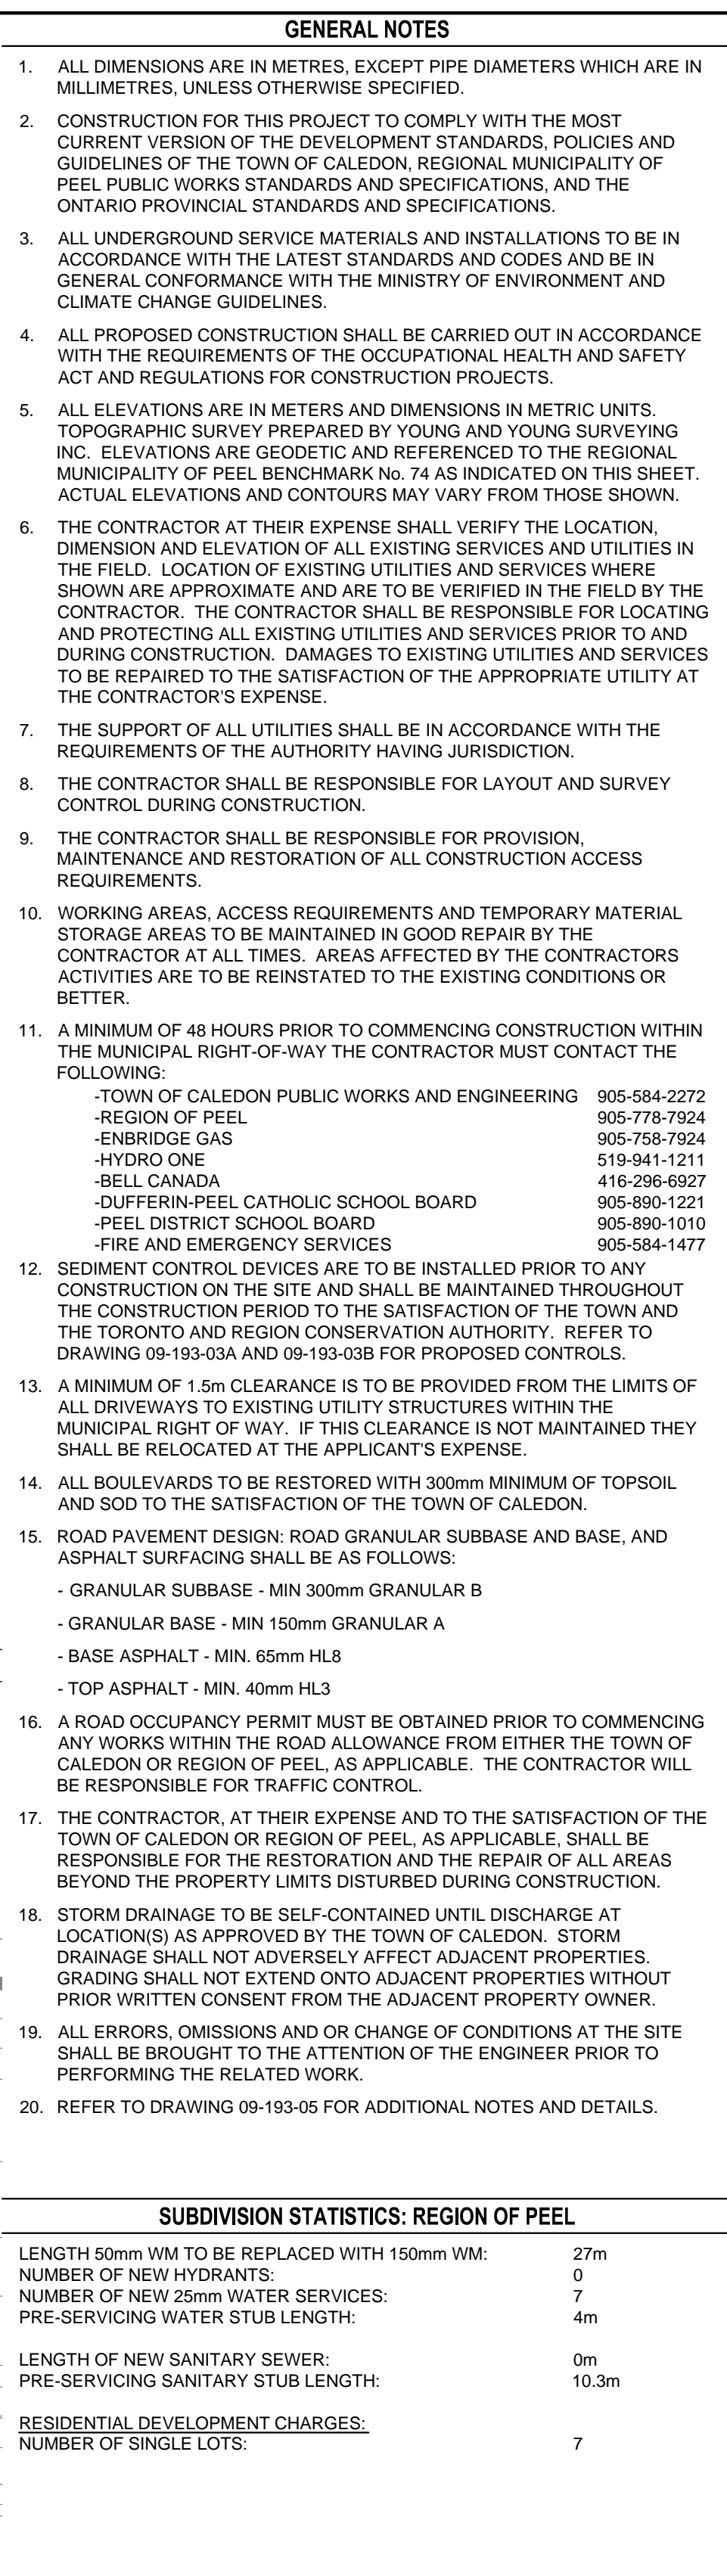 GENERAL NOTES
1. ALL DIMENSIONS ARE IN METRES, EXCEPT PIPE DIAMETERS WHICH ARE IN
MILLIMETRES, UNLESS OTHERWISE SPECIFIED.
2. CONSTRUCTION FOR THIS PROJECT TO COMPLY WITH THE MOST
CURRENT VERSION OF THE DEVELOPMENT STANDARDS, POLICIES AND
GUIDELINES OF THE TOWN OF CALEDON, REGIONAL MUNICIPALITY OF
PEEL PUBLIC WORKS STANDARDS AND SPECIFICATIONS, AND THE
ONTARIO PROVINCIAL STANDARDS AND SPECIFICATIONS.
3. ALL UNDERGROUND SERVICE MATERIALS AND INSTALLATIONS TO BE IN
ACCORDANCE WITH THE LATEST STANDARDS AND CODES AND BE IN
GENERAL CONFORMANCE WITH THE MINISTRY OF ENVIRONMENT AND
CLIMATE CHANGE GUIDELINES.
4. ALL PROPOSED CONSTRUCTION SHALL BE CARRIED OUT IN ACCORDANCE
WITH THE REQUIREMENTS OF THE OCCUPATIONAL HEALTH AND SAFETY
ACT AND REGULATIONS FOR CONSTRUCTION PROJECTS.
5. ALL ELEVATIONS ARE IN METERS AND DIMENSIONS IN METRIC UNITS.
TOPOGRAPHIC SURVEY PREPARED BY YOUNG AND YOUNG SURVEYING
INC. ELEVATIONS ARE GEODETIC AND REFERENCED TO THE REGIONAL
MUNICIPALITY OF PEEL BENCHMARK No. 74 AS INDICATED ON THIS SHEET.
ACTUAL ELEVATIONS AND CONTOURS MAY VARY FROM THOSE SHOWN.
6. THE CONTRACTOR AT THEIR EXPENSE SHALL VERIFY THE LOCATION,
DIMENSION AND ELEVATION OF ALL EXISTING SERVICES AND UTILITIES IN
THE FIELD. LOCATION OF EXISTING UTILITIES AND SERVICES WHERE
SHOWN ARE APPROXIMATE AND ARE TO BE VERIFIED IN THE FIELD BY THE
CONTRACTOR. THE CONTRACTOR SHALL BE RESPONSIBLE FOR LOCATING
AND PROTECTING ALL EXISTING UTILITIES AND SERVICES PRIOR TO AND
DURING CONSTRUCTION. DAMAGES TO EXISTING UTILITIES AND SERVICES
TO BE REPAIRED TO THE SATISFACTION OF THE APPROPRIATE UTILITY AT
THE CONTRACTOR'S EXPENSE.
7. THE SUPPORT OF ALL UTILITIES SHALL BE IN ACCORDANCE WITH THE
REQUIREMENTS OF THE AUTHORITY HAVING JURISDICTION.
8. THE CONTRACTOR SHALL BE RESPONSIBLE FOR LAYOUT AND SURVEY
CONTROL DURING CONSTRUCTION.
9. THE CONTRACTOR SHALL BE RESPONSIBLE FOR PROVISION,
MAINTENANCE AND RESTORATION OF ALL CONSTRUCTION ACCESS
REQUIREMENTS.
10. WORKING AREAS, ACCESS REQUIREMENTS AND TEMPORARY MATERIAL
STORAGE AREAS TO BE MAINTAINED IN GOOD REPAIR BY THE
CONTRACTOR AT ALL TIMES. AREAS AFFECTED BY THE CONTRACTORS
ACTIVITIES ARE TO BE REINSTATED TO THE EXISTING CONDITIONS OR
BETTER.
11. A MINIMUM OF 48 HOURS PRIOR TO COMMENCING CONSTRUCTION WITHIN
THE MUNICIPAL RIGHT-OF-WAY THE CONTRACTOR MUST CONTACT THE
FOLLOWING:
-TOWN OF CALEDON PUBLIC WORKS AND ENGINEERING 905-584-2272
-REGION OF PEEL 905-778-7924
-ENBRIDGE GAS 905-758-7924
-HYDRO ONE 519-941-1211
-BELL CANADA 416-296-6927
-DUFFERIN-PEEL CATHOLIC SCHOOL BOARD 905-890-1221
-PEEL DISTRICT SCHOOL BOARD 905-890-1010
-FIRE AND EMERGENCY SERVICES 905-584-1477
12. SEDIMENT CONTROL DEVICES ARE TO BE INSTALLED PRIOR TO ANY
CONSTRUCTION ON THE SITE AND SHALL BE MAINTAINED THROUGHOUT
THE CONSTRUCTION PERIOD TO THE SATISFACTION OF THE TOWN AND
THE TORONTO AND REGION CONSERVATION AUTHORITY. REFER TO
DRAWING 09-193-03A AND 09-193-03B FOR PROPOSED CONTROLS.
13. A MINIMUM OF 1.5m CLEARANCE IS TO BE PROVIDED FROM THE LIMITS OF
ALL DRIVEWAYS TO EXISTING UTILITY STRUCTURES WITHIN THE
MUNICIPAL RIGHT OF WAY. IF THIS CLEARANCE IS NOT MAINTAINED THEY
SHALL BE RELOCATED AT THE APPLICANT'S EXPENSE.
14. ALL BOULEVARDS TO BE RESTORED WITH 300mm MINIMUM OF TOPSOIL
AND SOD TO THE SATISFACTION OF THE TOWN OF CALEDON.
15. ROAD PAVEMENT DESIGN: ROAD GRANULAR SUBBASE AND BASE, AND
ASPHALT SURFACING SHALL BE AS FOLLOWS:
- GRANULAR SUBBASE - MIN 300mm GRANULAR B
- GRANULAR BASE - MIN 150mm GRANULAR A
- BASE ASPHALT - MIN. 65mm HL8
- TOP ASPHALT - MIN. 40mm HL3
16. A ROAD OCCUPANCY PERMIT MUST BE OBTAINED PRIOR TO COMMENCING
ANY WORKS WITHIN THE ROAD ALLOWANCE FROM EITHER THE TOWN OF
CALEDON OR REGION OF PEEL, AS APPLICABLE. THE CONTRACTOR WILL
BE RESPONSIBLE FOR TRAFFIC CONTROL.
17. THE CONTRACTOR, AT THEIR EXPENSE AND TO THE SATISFACTION OF THE
TOWN OF CALEDON OR REGION OF PEEL, AS APPLICABLE, SHALL BE
RESPONSIBLE FOR THE RESTORATION AND THE REPAIR OF ALL AREAS
BEYOND THE PROPERTY LIMITS DISTURBED DURING CONSTRUCTION.
18. STORM DRAINAGE TO BE SELF-CONTAINED UNTIL DISCHARGE AT
LOCATION(S) AS APPROVED BY THE TOWN OF CALEDON. STORM
DRAINAGE SHALL NOT ADVERSELY AFFECT ADJACENT PROPERTIES.
GRADING SHALL NOT EXTEND ONTO ADJACENT PROPERTIES WITHOUT
PRIOR WRITTEN CONSENT FROM THE ADJACENT PROPERTY OWNER.
19. ALL ERRORS, OMISSIONS AND OR CHANGE OF CONDITIONS AT THE SITE
SHALL BE BROUGHT TO THE ATTENTION OF THE ENGINEER PRIOR TO
PERFORMING THE RELATED WORK.
20. REFER TO DRAWING 09-193-05 FOR ADDITIONAL NOTES AND DETAILS.
SUBDIVISION STATISTICS: REGION OF PEEL
LENGTH 50mm WM TO BE REPLACED WITH 150mm WM: 27m
NUMBER OF NEW HYDRANTS: 0
NUMBER OF NEW 25mm WATER SERVICES: 7
PRE-SERVICING WATER STUB LENGTH: 4m
LENGTH OF NEW SANITARY SEWER: 0m
PRE-SERVICING SANITARY STUB LENGTH: 10.3m
RESIDENTIAL DEVELOPMENT CHARGES:
NUMBER OF SINGLE LOTS: 7